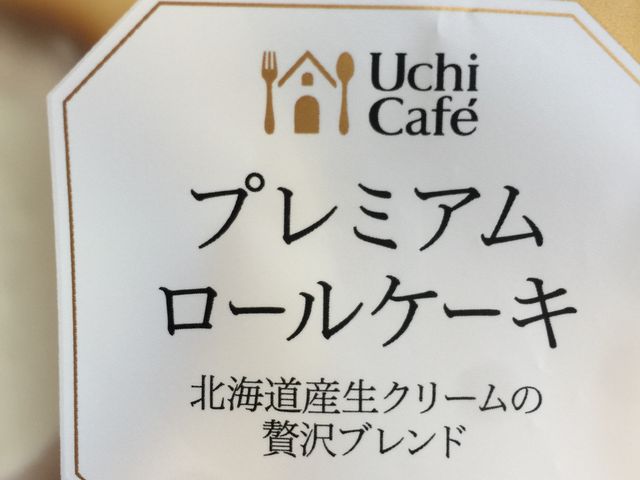 Uchi
Café
プレミアム
ロールケーキ
北海道産生クリームの
贅沢ブレンド